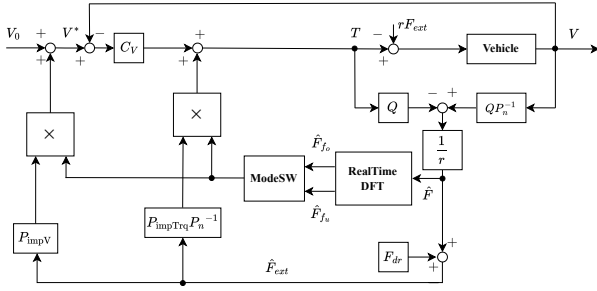 V_0 + + V^* − + C_V + + T − + rF_{ext} Vehicle V
Q − + QP_n^{-1}
× ×
\frac{1}{r}
ModeSW \hat{F}_{f_o} \hat{F}_{f_u} RealTime DFT \hat{F}
P_{impV} P_{impTrq}P_n^{-1}
F_{dr} + +
\hat{F}_{ext}